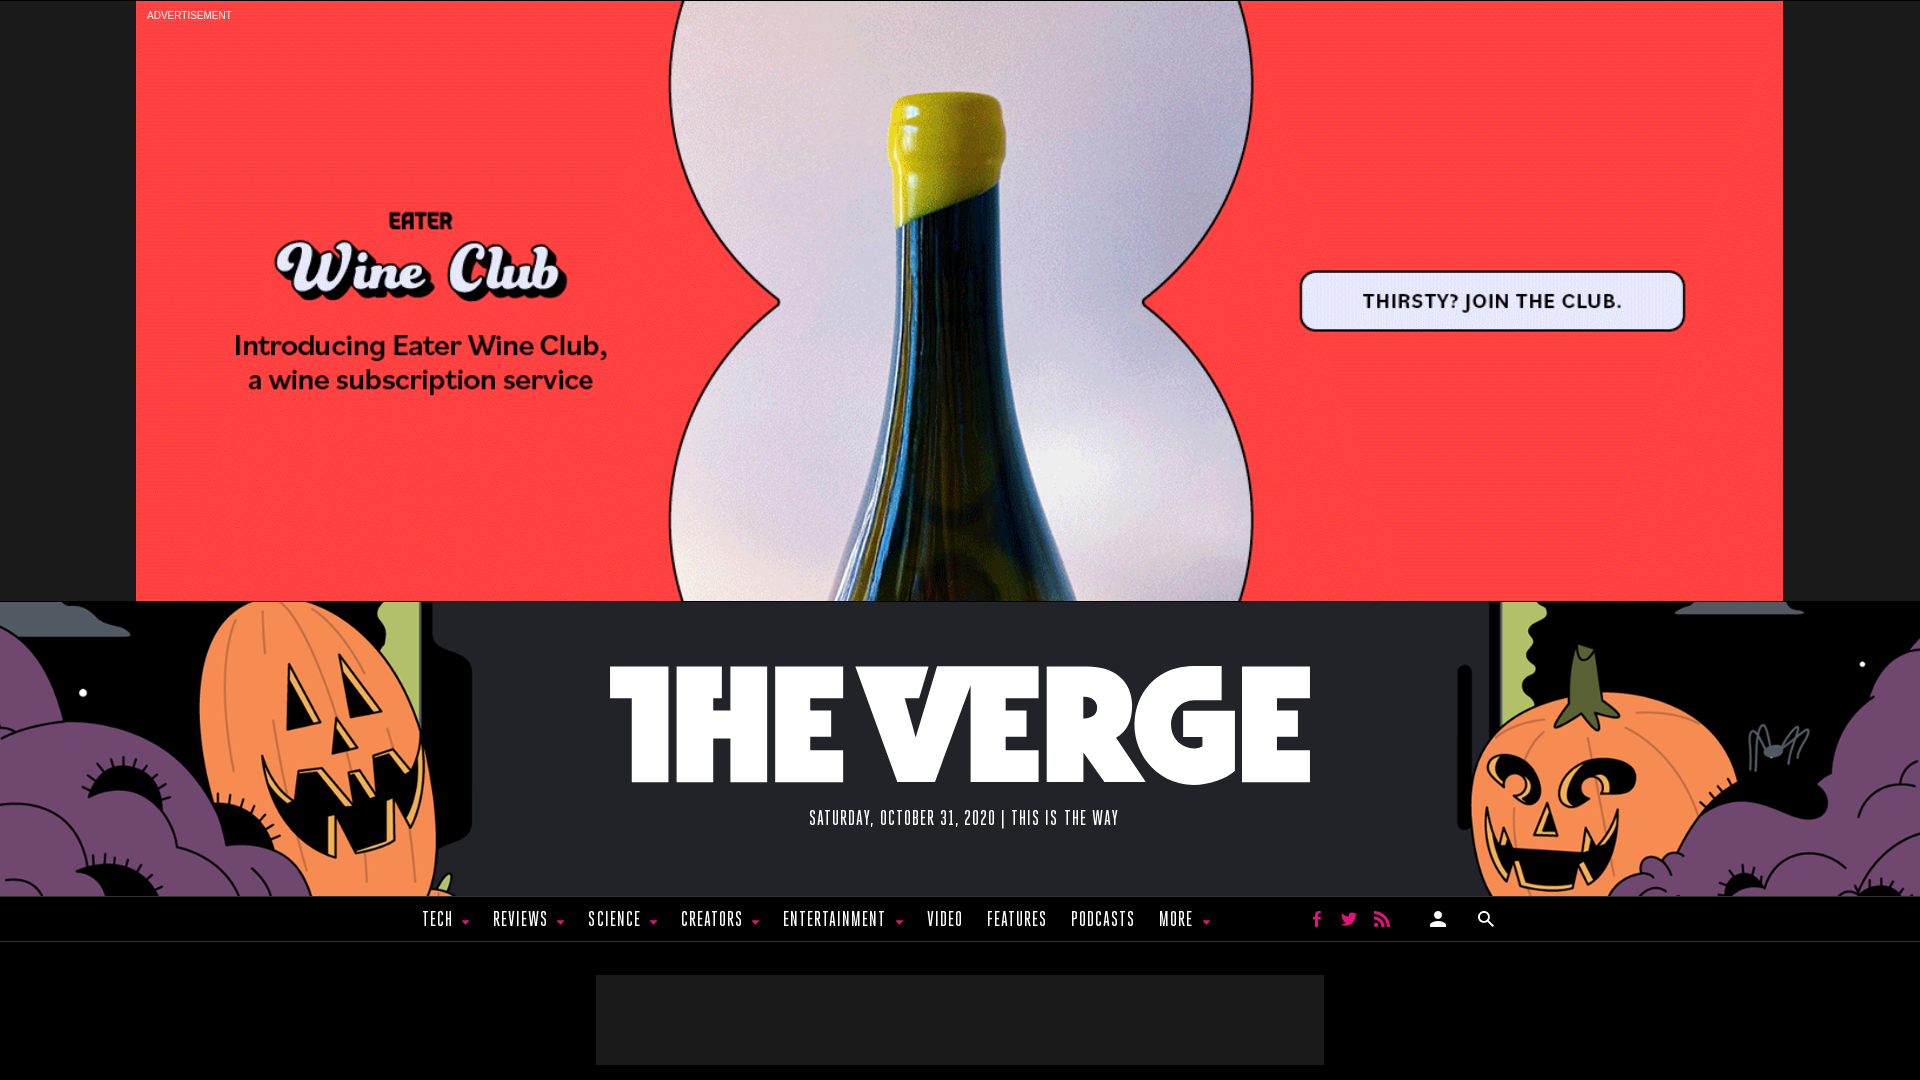 ADVERTISEMENT
EATER
Wine Club
Introducing Eater Wine Club,
a wine subscription service
THIRSTY? JOIN THE CLUB.
THE VERGE
SATURDAY, OCTOBER 31, 2020 | THIS IS THE WAY
TECH REVIEWS SCIENCE CREATORS ENTERTAINMENT VIDEO FEATURES PODCASTS MORE